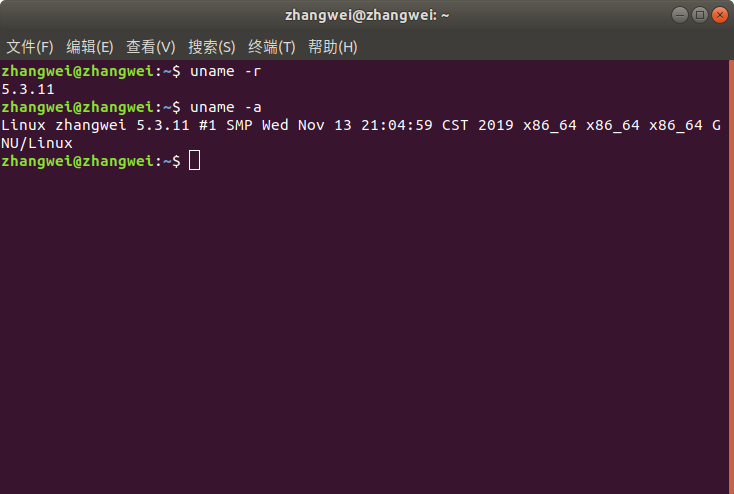 zhangwei@zhangwei: ~
文件(F) 编辑(E) 查看(V) 搜索(S) 终端(T) 帮助(H)
zhangwei@zhangwei:~$ uname -r
5.3.11
zhangwei@zhangwei:~$ uname -a
Linux zhangwei 5.3.11 #1 SMP Wed Nov 13 21:04:59 CST 2019 x86_64 x86_64 x86_64 G
NU/Linux
zhangwei@zhangwei:~$